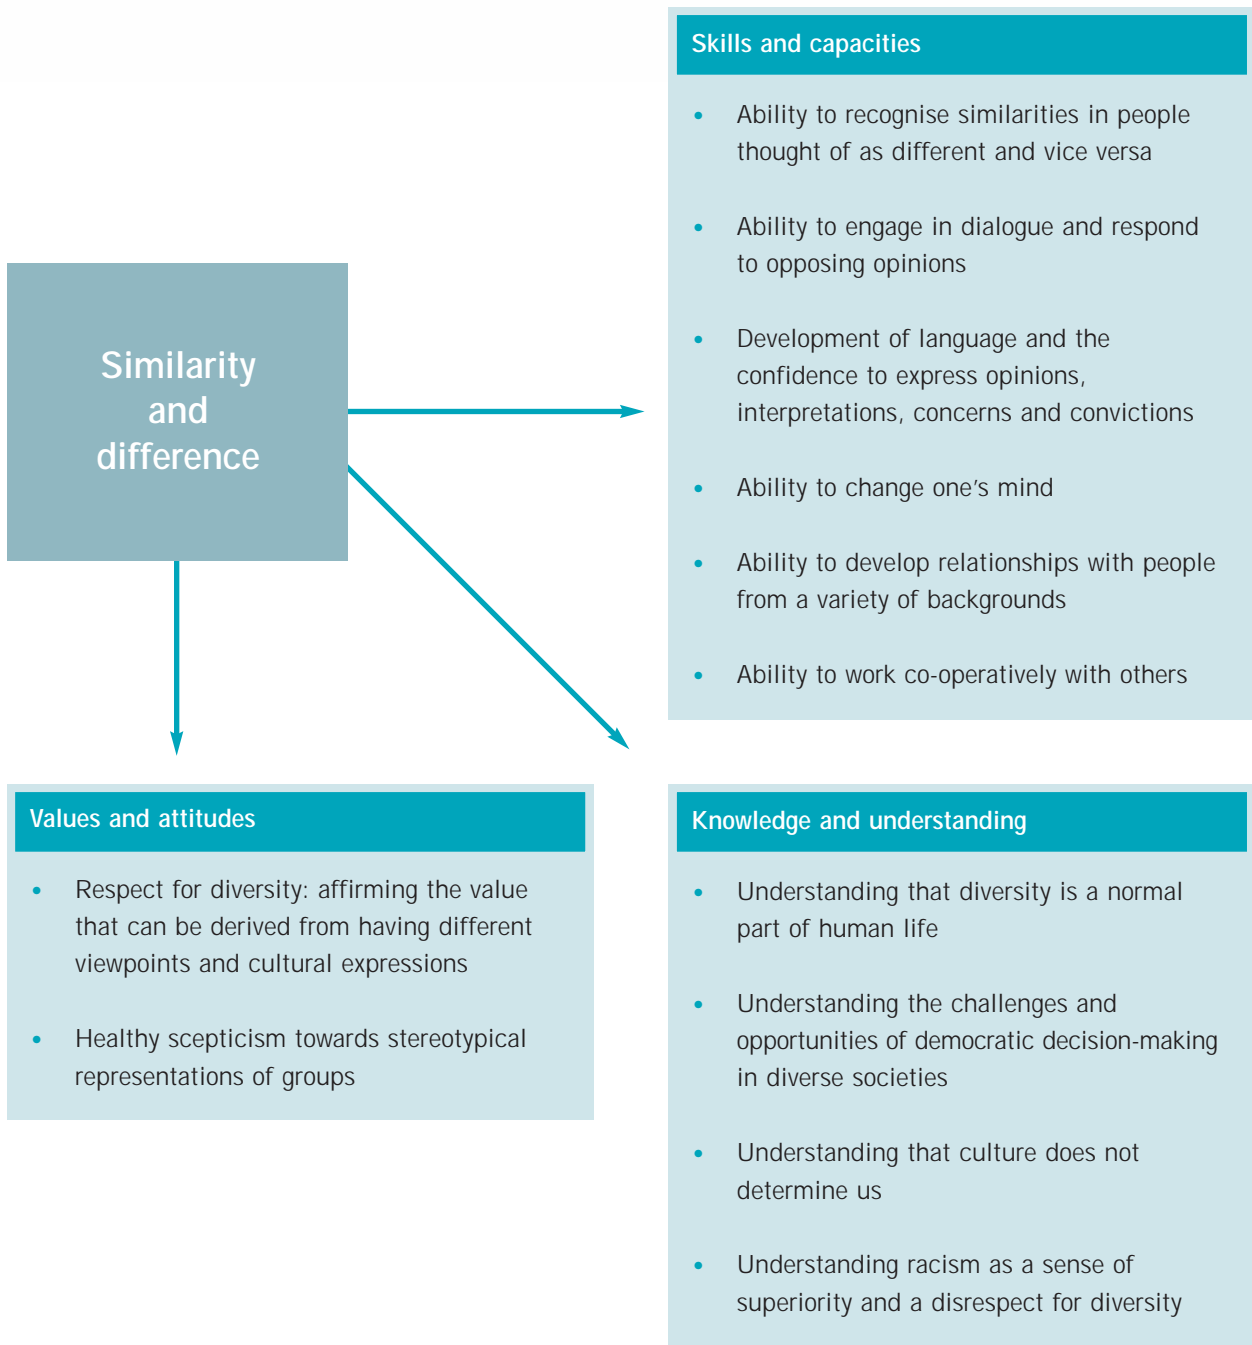 Similarity
and
difference
Skills and capacities
• Ability to recognise similarities in people
thought of as different and vice versa
• Ability to engage in dialogue and respond
to opposing opinions
• Development of language and the
confidence to express opinions,
interpretations, concerns and convictions
• Ability to change one's mind
• Ability to develop relationships with people
from a variety of backgrounds
• Ability to work co-operatively with others
Values and attitudes
• Respect for diversity: affirming the value
that can be derived from having different
viewpoints and cultural expressions
• Healthy scepticism towards stereotypical
representations of groups
Knowledge and understanding
• Understanding that diversity is a normal
part of human life
• Understanding the challenges and
opportunities of democratic decision-making
in diverse societies
• Understanding that culture does not
determine us
• Understanding racism as a sense of
superiority and a disrespect for diversity